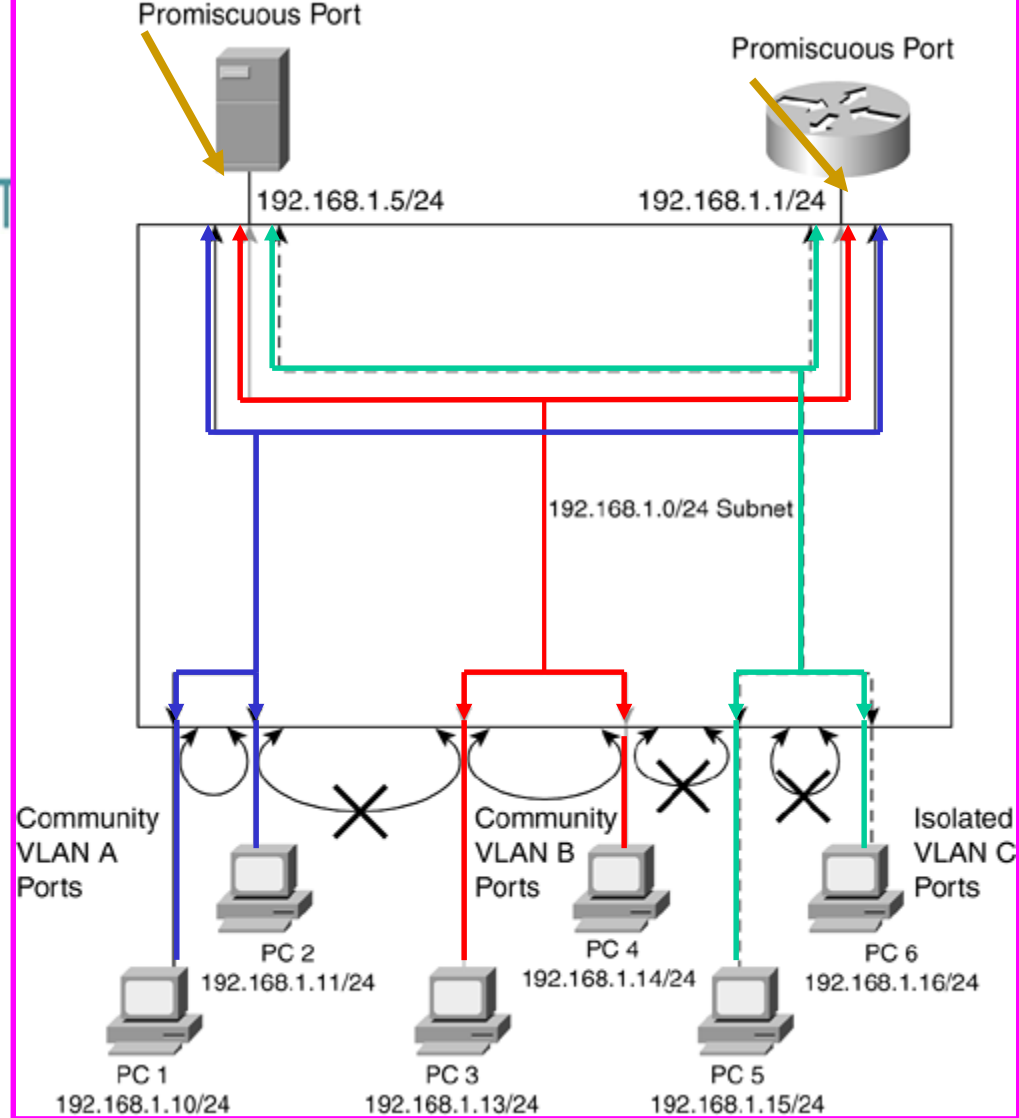 Promiscuous Port
Promiscuous Port
T
192.168.1.5/24
192.168.1.1/24
192.168.1.0/24 Subnet
Community
VLAN A
Ports
Community
VLAN B
Ports
Isolated
VLAN C
Ports
PC 2
192.168.1.11/24
PC 4
192.168.1.14/24
PC 6
192.168.1.16/24
PC 1
192.168.1.10/24
PC 3
192.168.1.13/24
PC 5
192.168.1.15/24